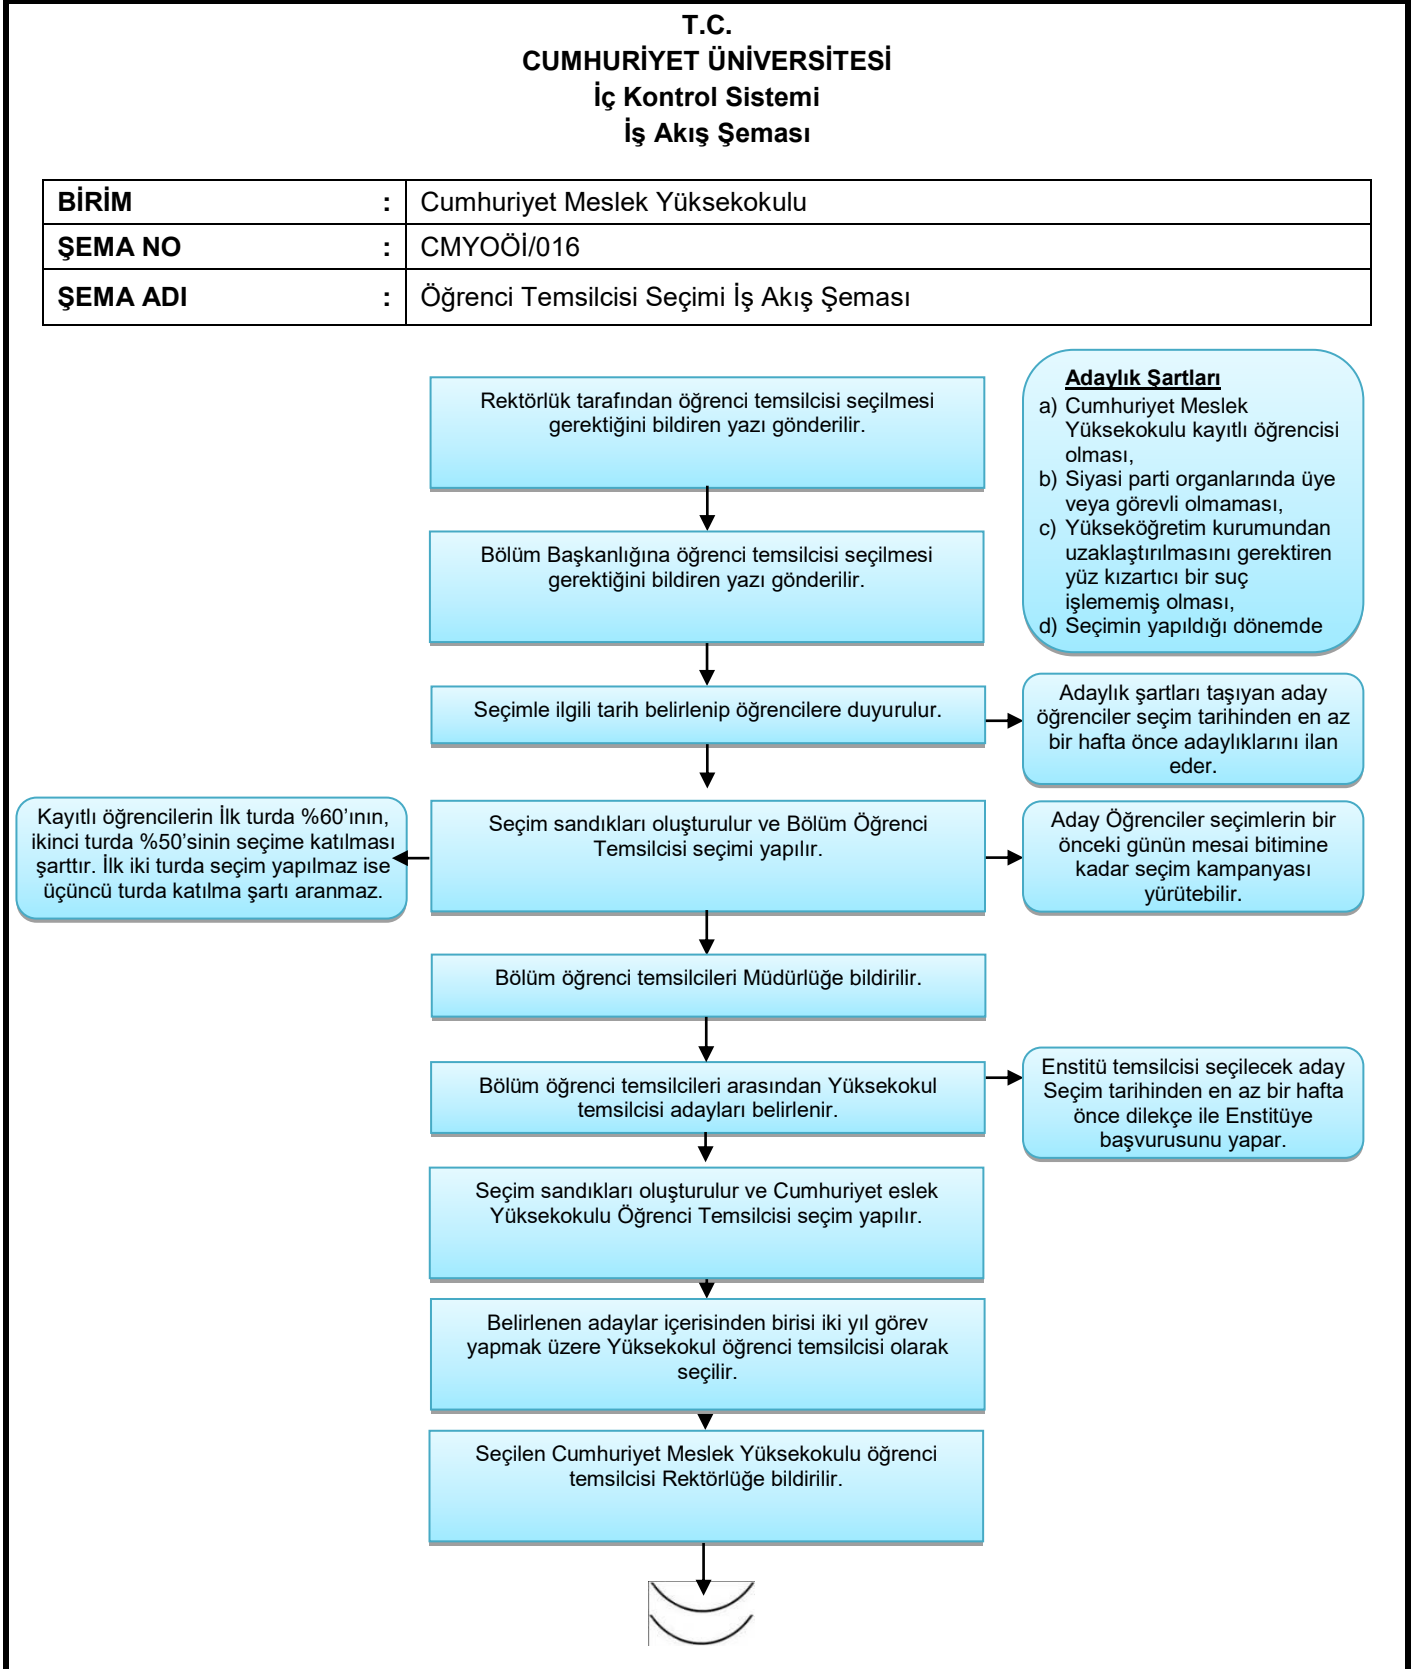 T.C.
CUMHURİYET ÜNİVERSİTESİ
İç Kontrol Sistemi
İş Akış Şeması
BİRİM : Cumhuriyet Meslek Yüksekokulu
ŞEMA NO : CMYOÖİ/016
ŞEMA ADI : Öğrenci Temsilcisi Seçimi İş Akış Şeması
Rektörlük tarafından öğrenci temsilcisi seçilmesi
gerektiğini bildiren yazı gönderilir.
Adaylık Şartları
a) Cumhuriyet Meslek
Yüksekokulu kayıtlı öğrencisi
olması,
b) Siyasi parti organlarında üye
veya görevli olmaması,
c) Yükseköğretim kurumundan
uzaklaştırılmasını gerektiren
yüz kızartıcı bir suç
işlememiş olması,
d) Seçimin yapıldığı dönemde
Bölüm Başkanlığına öğrenci temsilcisi seçilmesi
gerektiğini bildiren yazı gönderilir.
Seçimle ilgili tarih belirlenip öğrencilere duyurulur.
Adaylık şartları taşıyan aday
öğrenciler seçim tarihinden en az
bir hafta önce adaylıklarını ilan
eder.
Kayıtlı öğrencilerin İlk turda %60’ının,
ikinci turda %50’sinin seçime katılması
şarttır. İlk iki turda seçim yapılmaz ise
üçüncü turda katılma şartı aranmaz.
Seçim sandıkları oluşturulur ve Bölüm Öğrenci
Temsilcisi seçimi yapılır.
Aday Öğrenciler seçimlerin bir
önceki günün mesai bitimine
kadar seçim kampanyası
yürütebilir.
Bölüm öğrenci temsilcileri Müdürlüğe bildirilir.
Bölüm öğrenci temsilcileri arasından Yüksekokul
temsilcisi adayları belirlenir.
Enstitü temsilcisi seçilecek aday
Seçim tarihinden en az bir hafta
önce dilekçe ile Enstitüye
başvurusunu yapar.
Seçim sandıkları oluşturulur ve Cumhuriyet eslek
Yüksekokulu Öğrenci Temsilcisi seçim yapılır.
Belirlenen adaylar içerisinden birisi iki yıl görev
yapmak üzere Yüksekokul öğrenci temsilcisi olarak
seçilir.
Seçilen Cumhuriyet Meslek Yüksekokulu öğrenci
temsilcisi Rektörlüğe bildirilir.